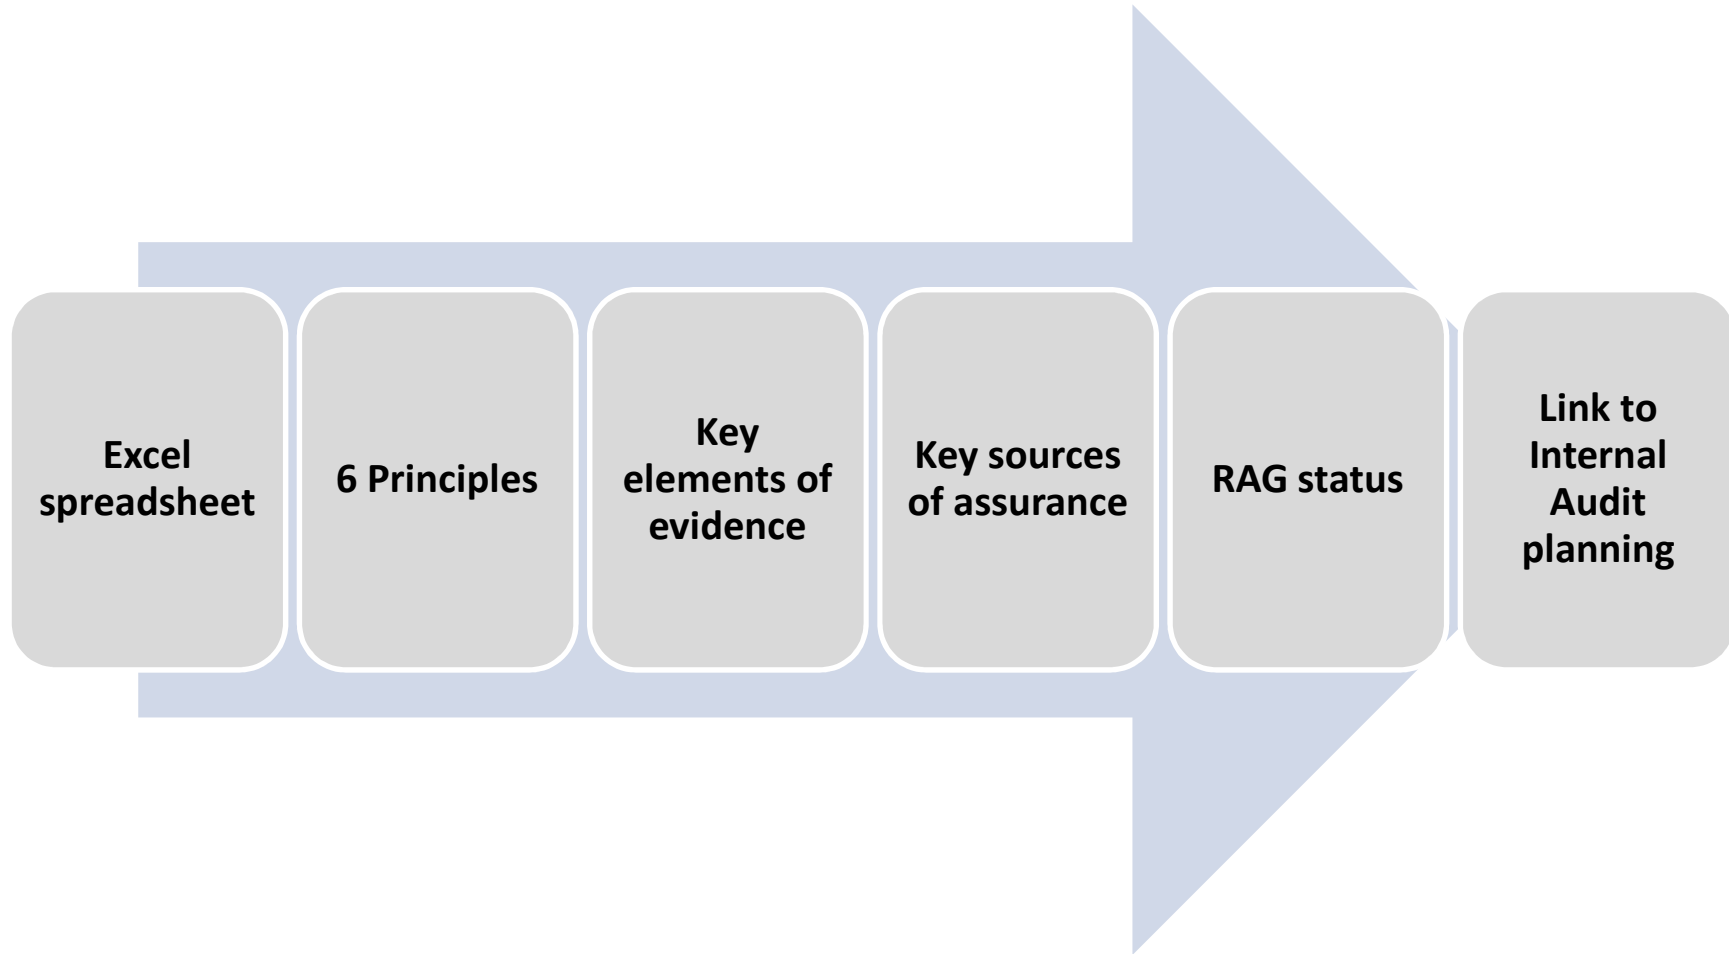 Excel
spreadsheet
6 Principles
Key
elements of
evidence
Key sources
of assurance
RAG status
Link to
Internal
Audit
planning